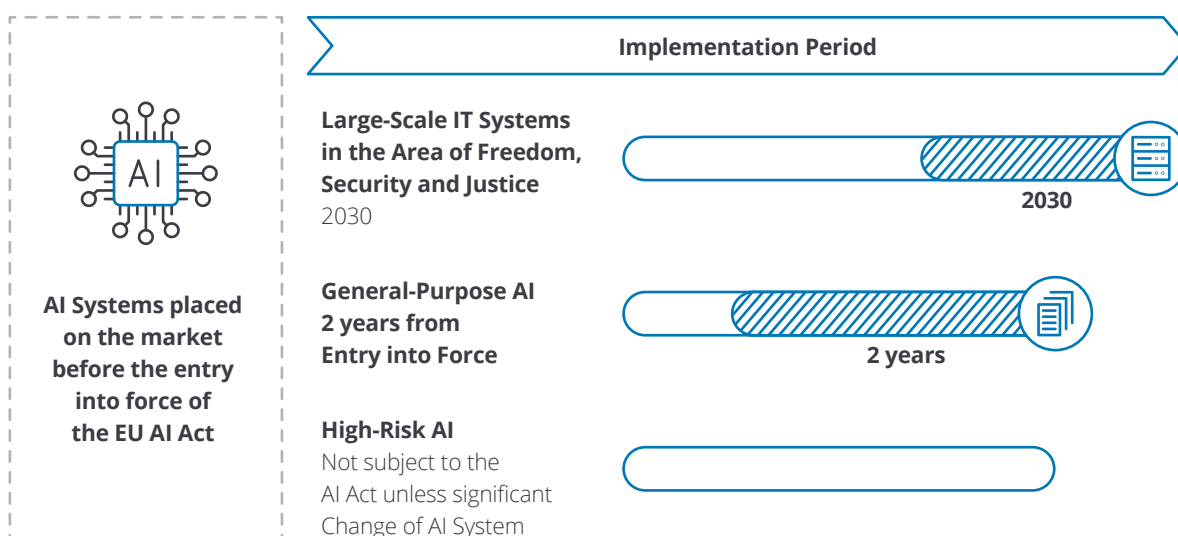 Implementation Period
AI
AI Systems placed
on the market
before the entry
into force of
the EU AI Act
Large-Scale IT Systems
in the Area of Freedom,
Security and Justice
2030
2030
General-Purpose AI
2 years from
Entry into Force
2 years
High-Risk AI
Not subject to the
AI Act unless significant
Change of AI System